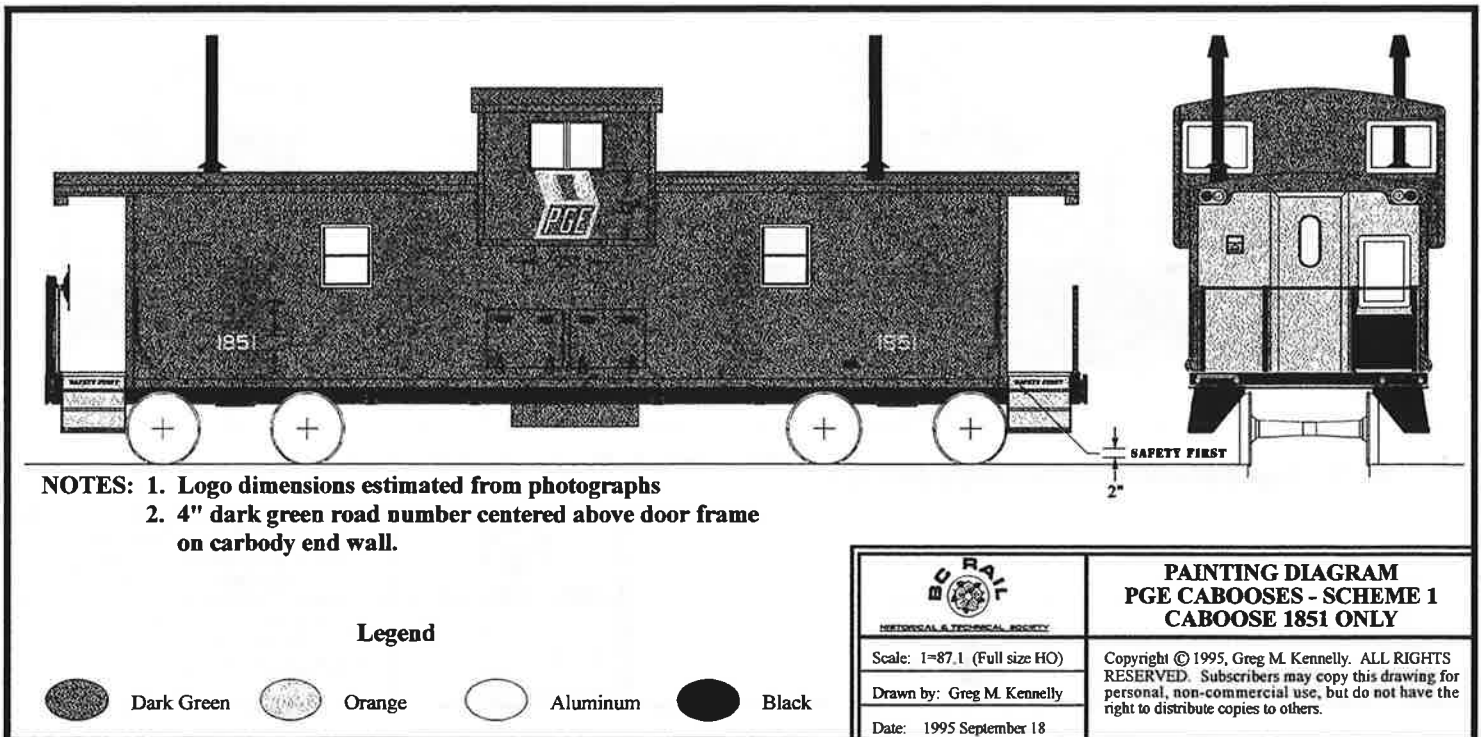 PGE
1851
1851
SAFETY FIRST
SAFETY FIRST
SAFETY FIRST
2"
NOTES: 1. Logo dimensions estimated from photographs
2. 4" dark green road number centered above door frame
on carbody end wall.
Legend
Dark Green
Orange
Aluminum
Black
BC RAIL
HISTORICAL & TECHNICAL SOCIETY
Scale: 1=87.1 (Full size HO)
Drawn by: Greg M. Kennelly
Date: 1995 September 18
PAINTING DIAGRAM
PGE CABOOSES - SCHEME 1
CABOOSE 1851 ONLY
Copyright © 1995, Greg M. Kennelly. ALL RIGHTS
RESERVED. Subscribers may copy this drawing for
personal, non-commercial use, but do not have the
right to distribute copies to others.